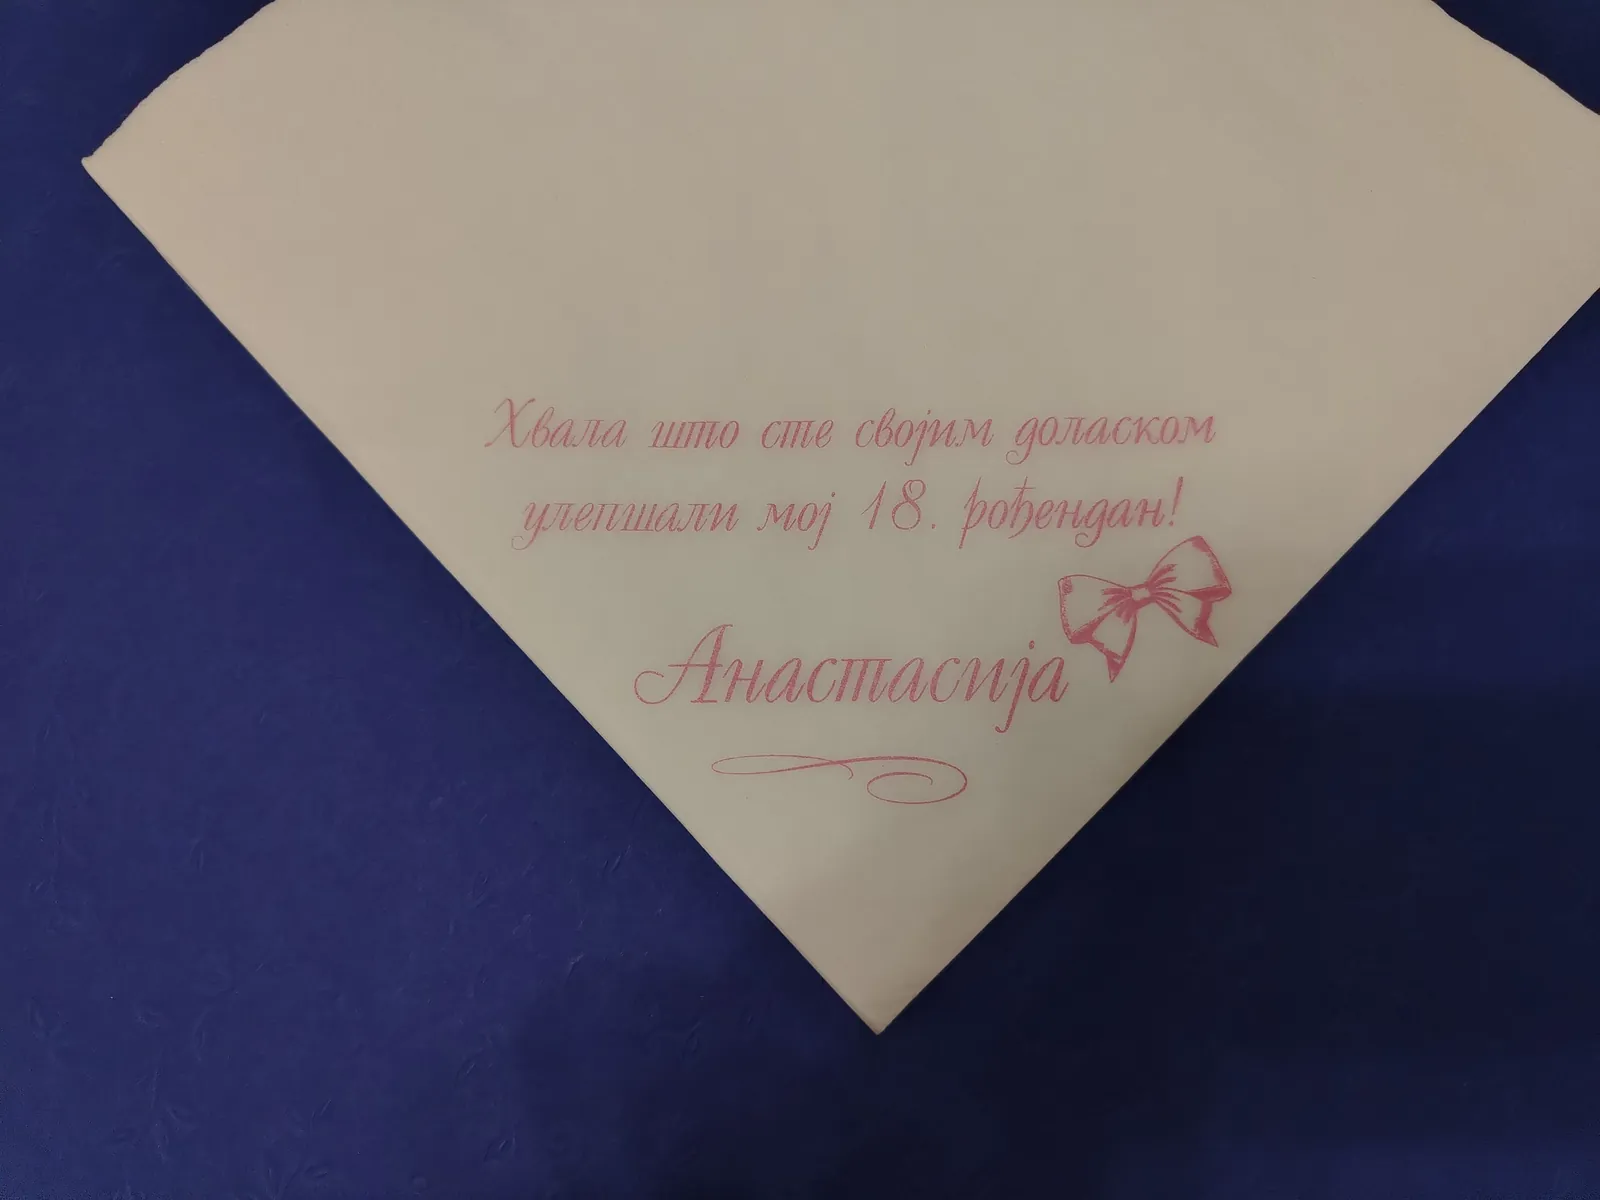 Хвала што сте својим доласком
улепшали мој 18. рођендан!
Анастасија